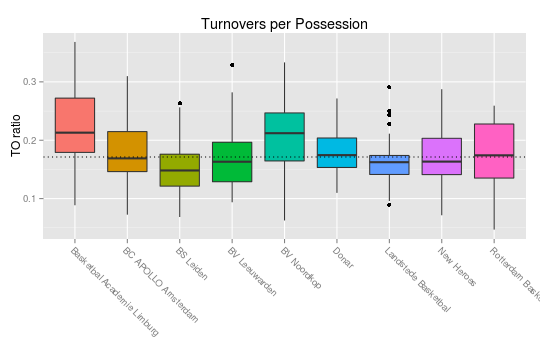 Turnovers per Possession
TO ratio
0.3
0.2
0.1
Basketbal Academie Limburg
BC APOLLO Amsterdam
BS Leiden
BV Leeuwarden
BV Noordkop
Donar
Landstede Basketbal
New Heroes
Rotterdam